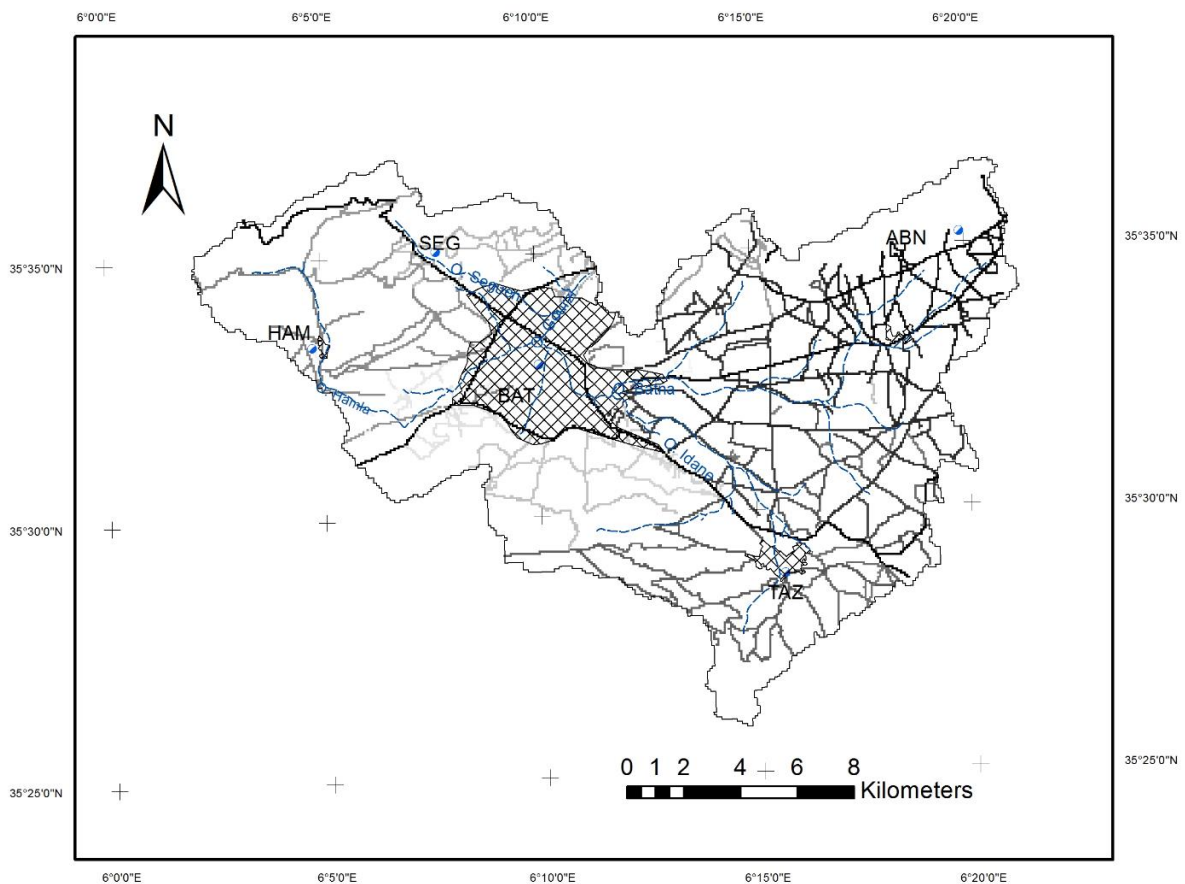 6°0'0"E 6°5'0"E 6°10'0"E 6°15'0"E 6°20'0"E
N
SEG
ABN
35°35'0"N
35°35'0"N
O. Seguen
HAM
O. Hamla
BAT
O. Batna
O. Idane
35°30'0"N
35°30'0"N
TAZ
0 1 2 4 6 8
Kilometers
35°25'0"N
35°25'0"N
6°0'0"E 6°5'0"E 6°10'0"E 6°15'0"E 6°20'0"E